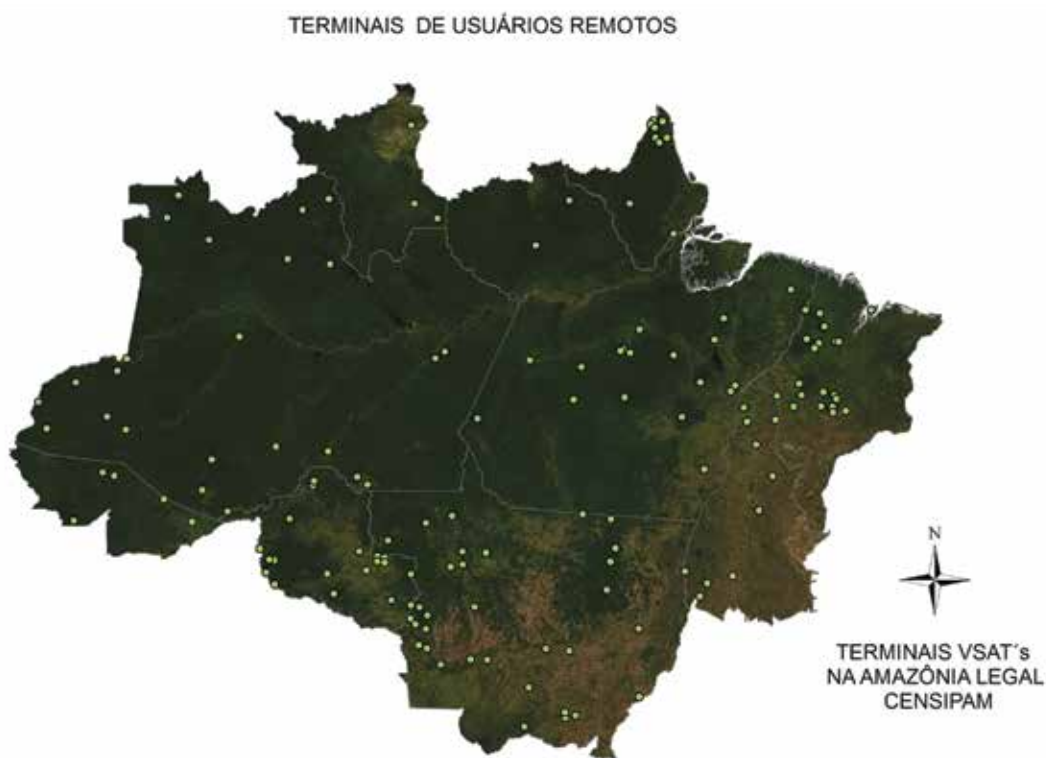 TERMINAIS DE USUÁRIOS REMOTOS
N
TERMINAIS VSAT´s
NA AMAZÔNIA LEGAL
CENSIPAM